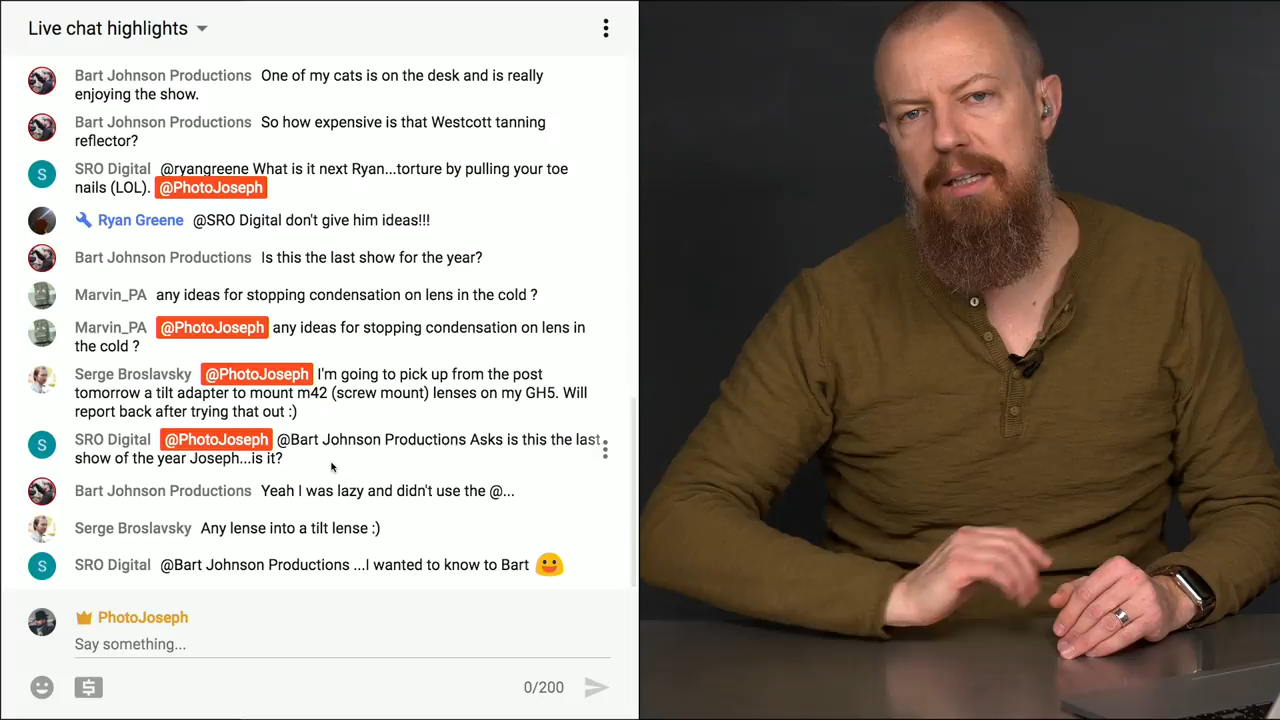 Live chat highlights
Bart Johnson Productions One of my cats is on the desk and is really
enjoying the show.
Bart Johnson Productions So how expensive is that Westcott tanning
reflector?
SRO Digital @ryangreene What is it next Ryan...torture by pulling your toe
nails (LOL). @PhotoJoseph
Ryan Greene @SRO Digital don't give him ideas!!!
Bart Johnson Productions Is this the last show for the year?
Marvin_PA any ideas for stopping condensation on lens in the cold ?
Marvin_PA @PhotoJoseph any ideas for stopping condensation on lens in
the cold ?
Serge Broslavsky @PhotoJoseph I'm going to pick up from the post
tomorrow a tilt adapter to mount m42 (screw mount) lenses on my GH5. Will
report back after trying that out :)
SRO Digital @PhotoJoseph @Bart Johnson Productions Asks is this the last
show of the year Joseph...is it?
Bart Johnson Productions Yeah I was lazy and didn't use the @...
Serge Broslavsky Any lense into a tilt lense :)
SRO Digital @Bart Johnson Productions ...I wanted to know to Bart
PhotoJoseph
Say something...
0/200
S
S
S